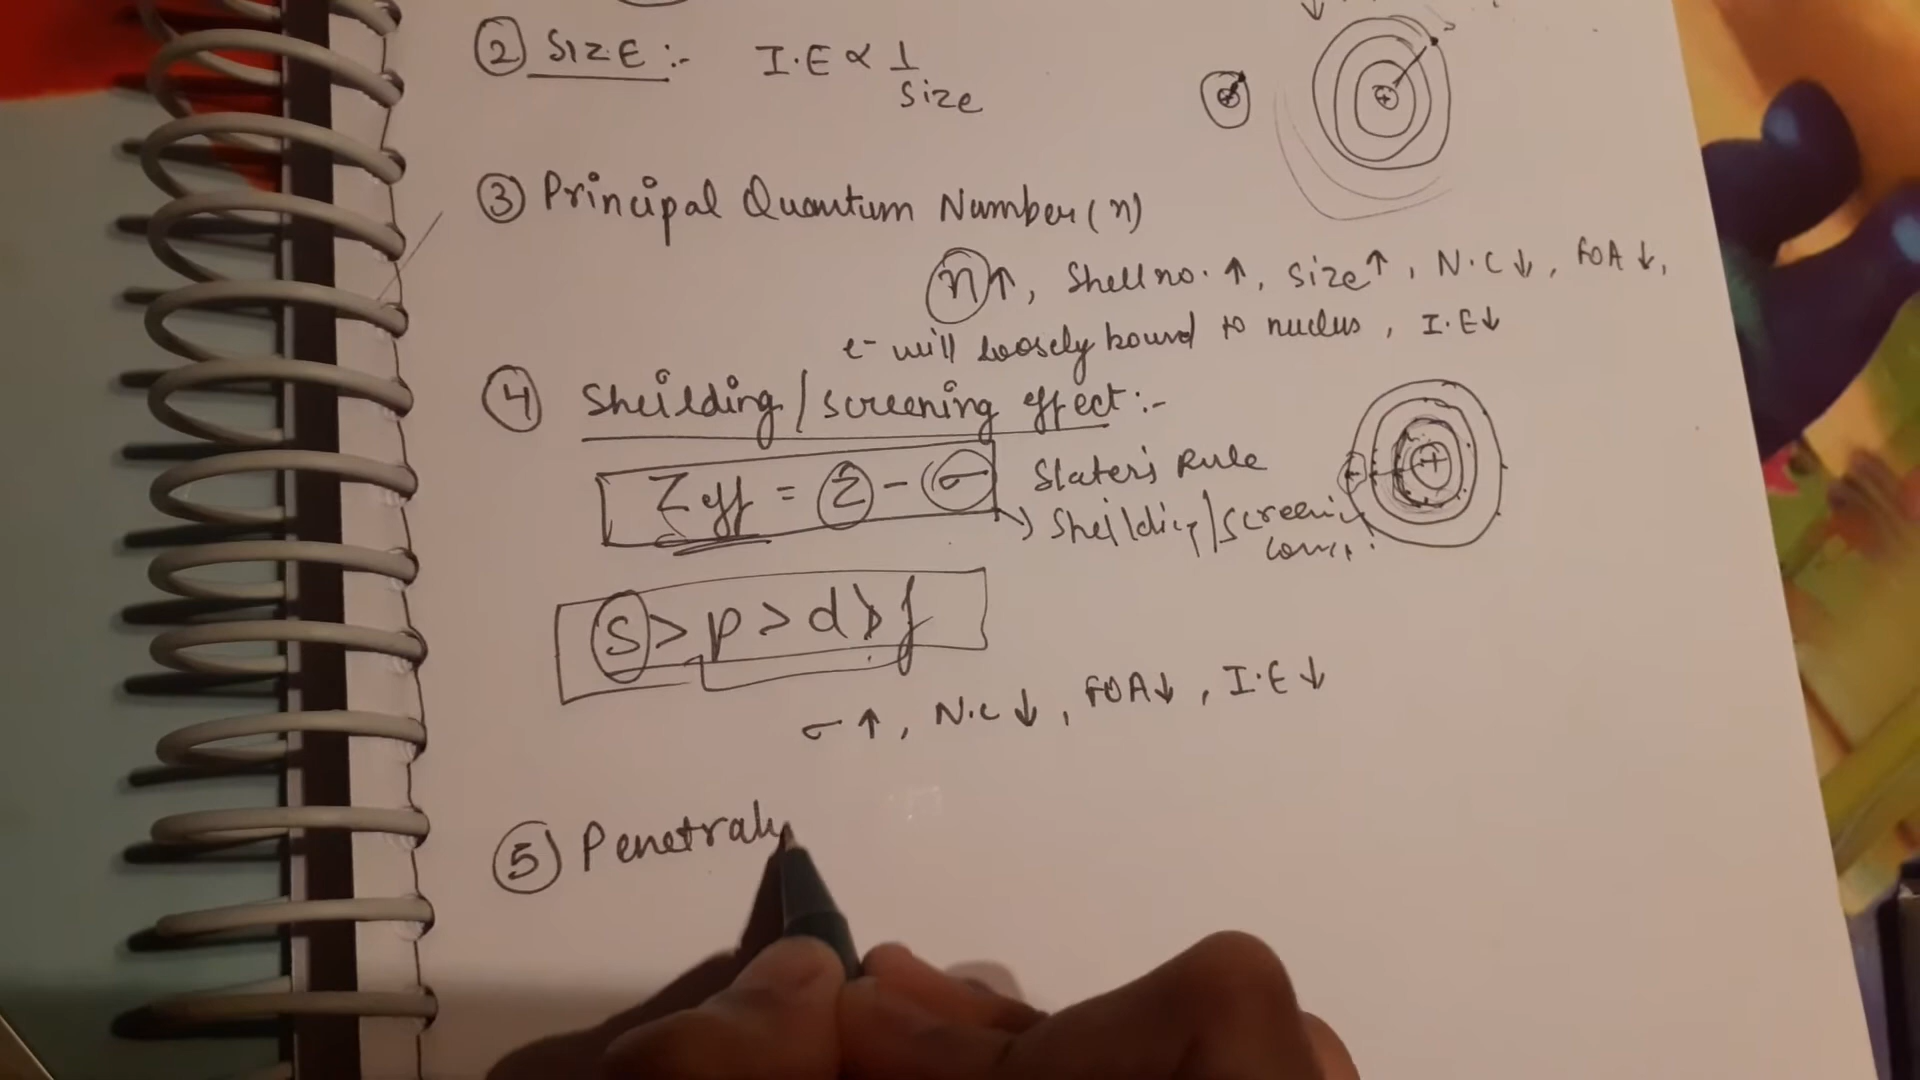 ② SIZE :- I.E ∝ 1/Size
③ Principal Quantum Number (n)
n↑, Shell no. ↑, Size↑, N.C↓, FOA↓,
e- will loosely bound to nuclus, I.E↓
④ Sheilding / screening effect :-
Zeff = Z - σ Slater's Rule
→ Sheilding/Screening
s > p > d > f
σ↑, N.C↓, FOA↓, I.E↓
⑤ Penetrat